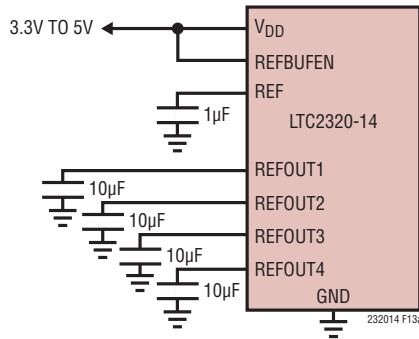 3.3V TO 5V
VDD
REFBUFEN
REF
1µF
LTC2320-14
REFOUT1
10µF
REFOUT2
10µF
REFOUT3
10µF
REFOUT4
10µF
GND
232014 F13a